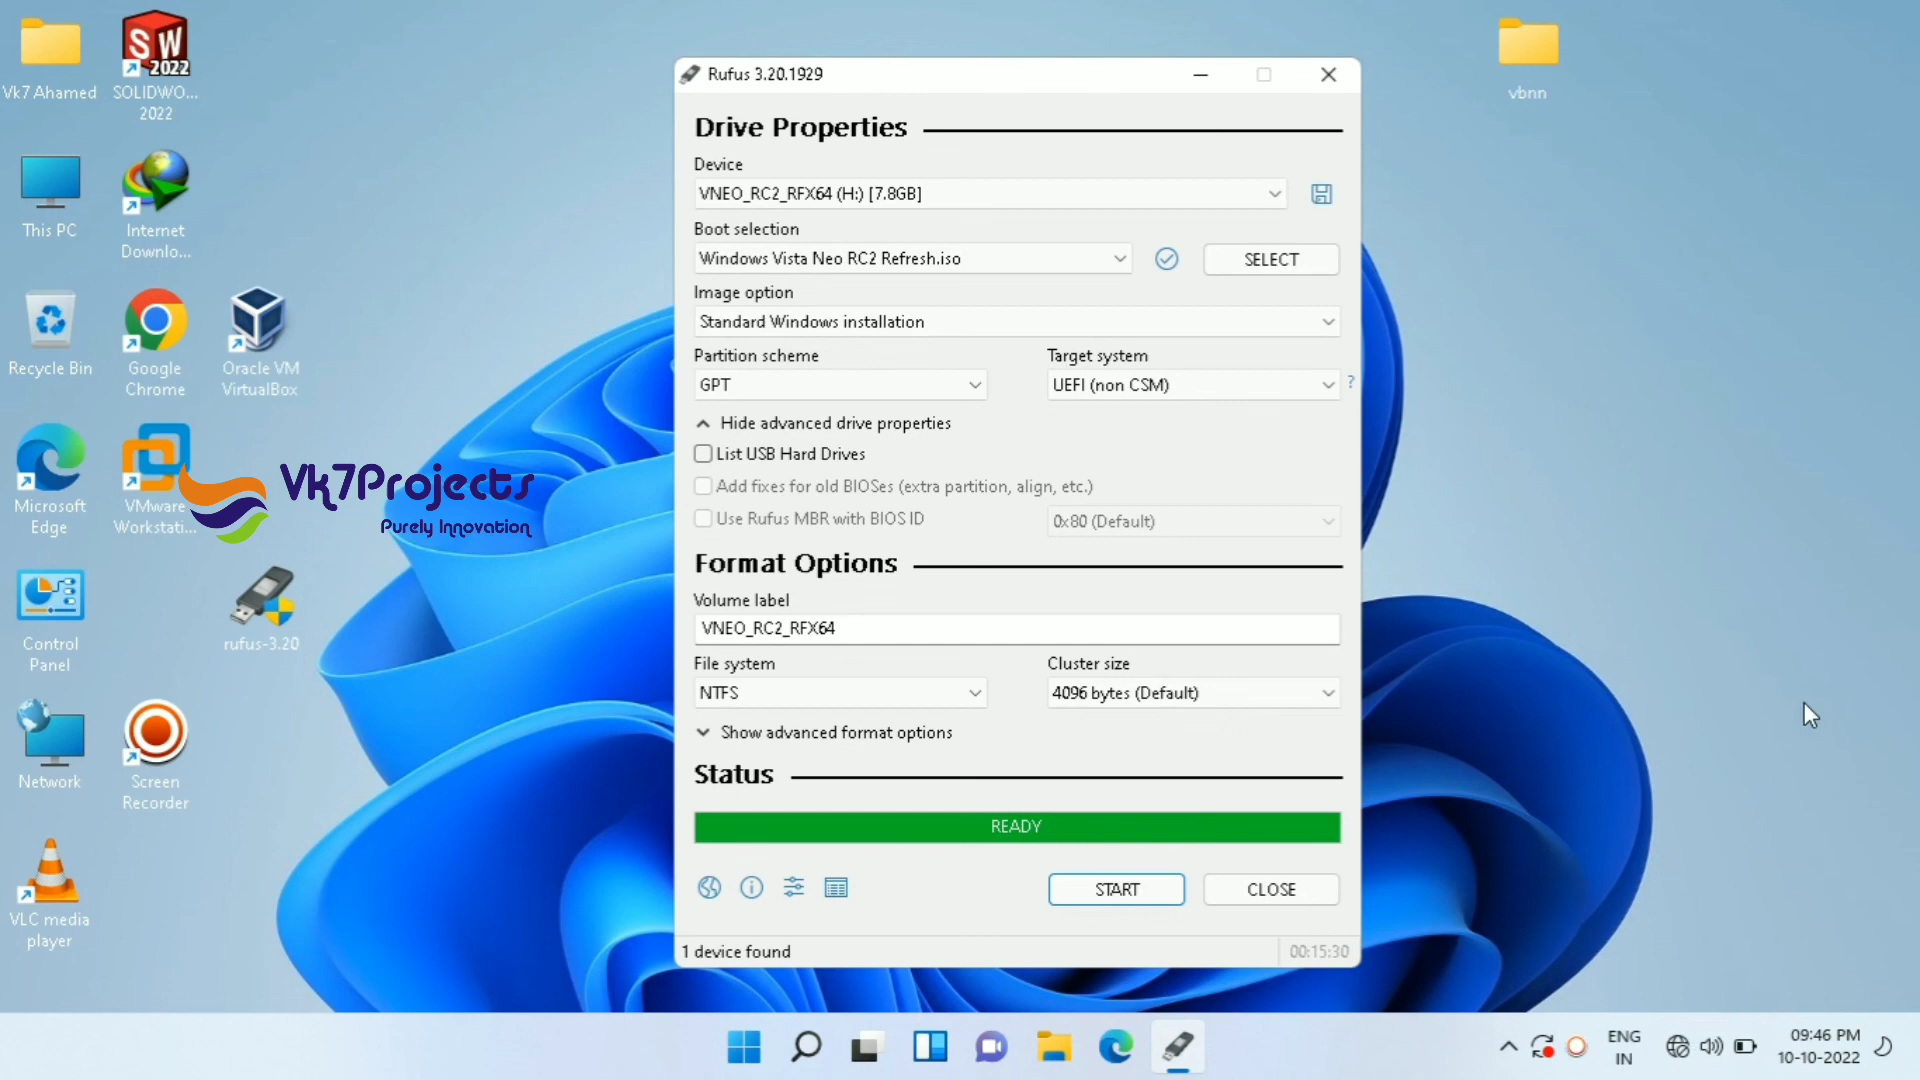 Vk7 Ahamed
SW
2022
SOLIDWO...
2022
vbnn
This PC
Internet
Downlo...
Recycle Bin
Google
Chrome
Oracle VM
VirtualBox
Microsoft
Edge
VMware
Workstati...
Vk7Projects
Purely Innovation
Control
Panel
rufus-3.20
Network
Screen
Recorder
VLC media
player
Rufus 3.20.1929
Drive Properties
Device
VNEO_RC2_RFX64 (H:) [7.8GB]
Boot selection
Windows Vista Neo RC2 Refresh.iso
SELECT
Image option
Standard Windows installation
Partition scheme
Target system
GPT
UEFI (non CSM)
?
Hide advanced drive properties
List USB Hard Drives
Add fixes for old BIOSes (extra partition, align, etc.)
Use Rufus MBR with BIOS ID
0x80 (Default)
Format Options
Volume label
VNEO_RC2_RFX64
File system
Cluster size
NTFS
4096 bytes (Default)
Show advanced format options
Status
READY
START
CLOSE
1 device found
00:15:30
ENG
IN
09:46 PM
10-10-2022